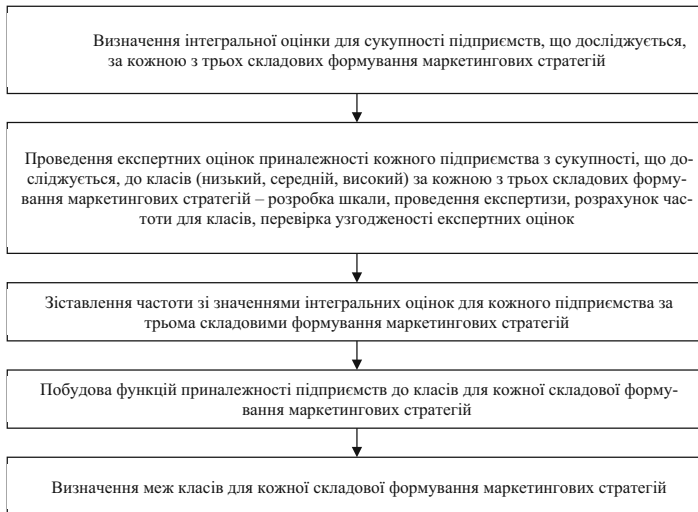 Визначення інтегральної оцінки для сукупності підприємств, що досліджується,
за кожною з трьох складових формування маркетингових стратегій
Проведення експертних оцінок приналежності кожного підприємства з сукупності, що до-
сліджується, до класів (низький, середній, високий) за кожною з трьох складових форму-
вання маркетингових стратегій – розробка шкали, проведення експертизи, розрахунок час-
тоти для класів, перевірка узгодженості експертних оцінок
Зіставлення частоти зі значеннями інтегральних оцінок для кожного підприємства за
трьома складовими формування маркетингових стратегій
Побудова функцій приналежності підприємств до класів для кожної складової форму-
вання маркетингових стратегій
Визначення меж класів для кожної складової формування маркетингових стратегій